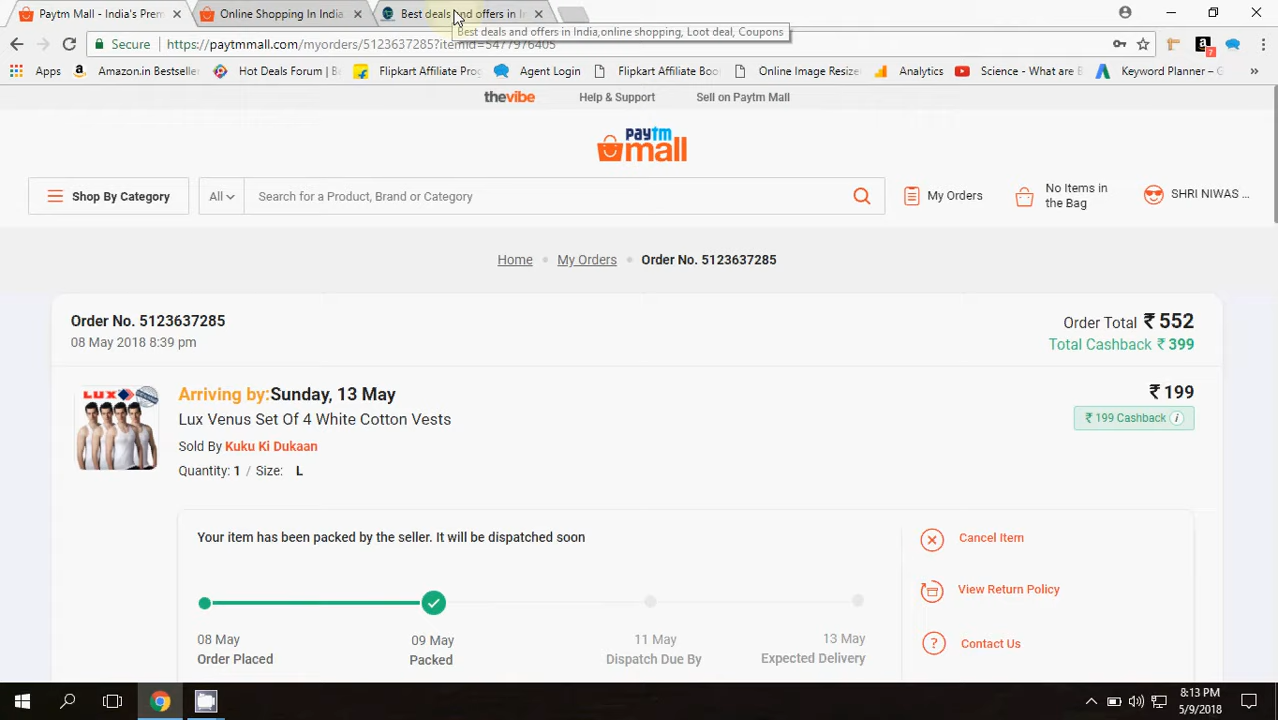 Paytm Mall - India's Prem
Online Shopping In India
Best deals and offers in In
Best deals and offers in India,online shopping, Loot deal, Coupons
Secure
https://paytmmall.com/myorders/5123637285?itemid=5477976405
7
Apps
Amazon.in Bestseller
Hot Deals Forum | B
Flipkart Affiliate Prog
Agent Login
Flipkart Affiliate Boo
Online Image Resize
Analytics
Science - What are B
Keyword Planner – G
thevibe
Help & Support
Sell on Paytm Mall
paytm
mall
Shop By Category
All
Search for a Product, Brand or Category
My Orders
No Items in
the Bag
SHRI NIWAS ...
Home
My Orders
Order No. 5123637285
Order No. 5123637285
08 May 2018 8:39 pm
Order Total ₹ 552
Total Cashback ₹ 399
LUX
Arriving by:Sunday, 13 May
Lux Venus Set Of 4 White Cotton Vests
Sold By Kuku Ki Dukaan
Quantity: 1 / Size: L
₹ 199
₹ 199 Cashback
Your item has been packed by the seller. It will be dispatched soon
08 May
Order Placed
09 May
Packed
11 May
Dispatch Due By
13 May
Expected Delivery
Cancel Item
View Return Policy
Contact Us
8:13 PM
5/9/2018